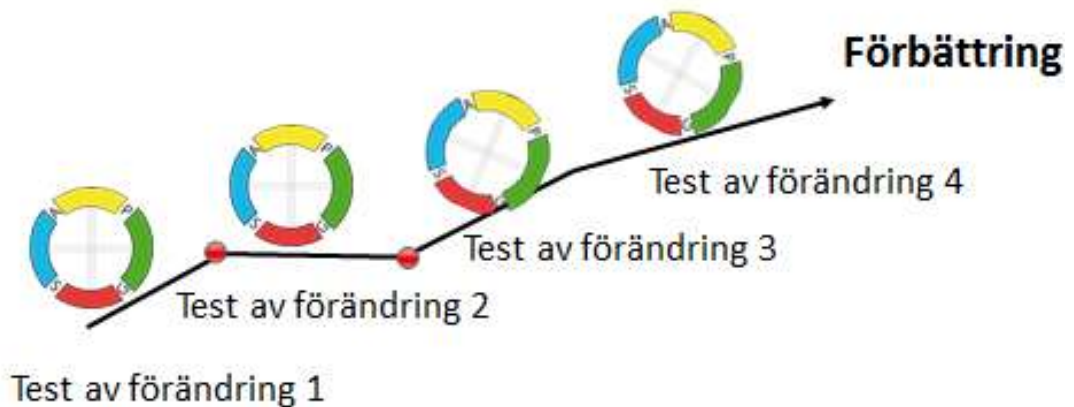 A
P
S
G
A
P
S
G
A
P
S
G
A
P
S
G
Förbättring
Test av förändring 4
Test av förändring 3
Test av förändring 2
Test av förändring 1